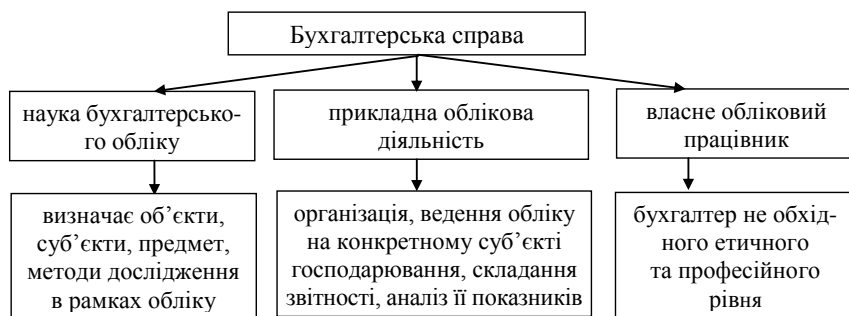 Бухгалтерська справа
наука бухгалтерсько-
го обліку
прикладна облікова
діяльність
власне обліковий
працівник
визначає об’єкти,
суб’єкти, предмет,
методи дослідження
в рамках обліку
організація, ведення обліку
на конкретному суб’єкті
господарювання, складання
звітності, аналіз її показників
бухгалтер не обхід-
ного етичного
та професійного
рівня